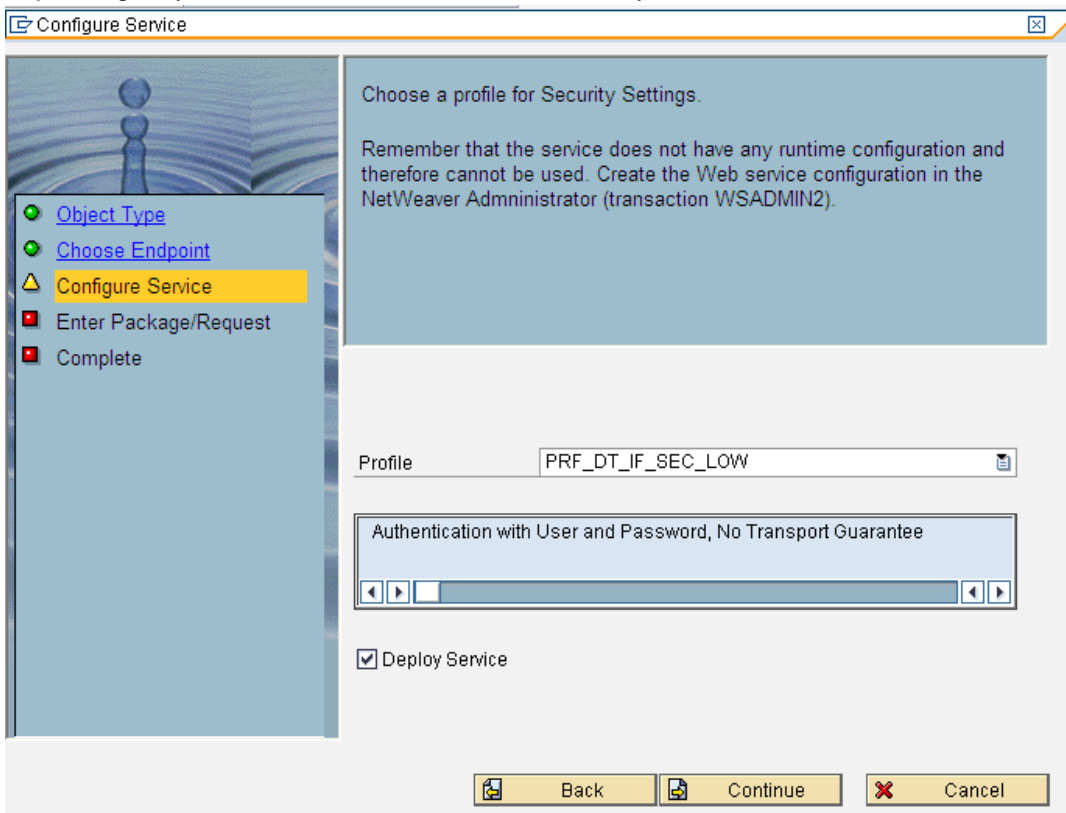 Configure Service
Choose a profile for Security Settings.
Remember that the service does not have any runtime configuration and
therefore cannot be used. Create the Web service configuration in the
NetWeaver Admninistrator (transaction WSADMIN2).
Object Type
Choose Endpoint
Configure Service
Enter Package/Request
Complete
Profile PRF_DT_IF_SEC_LOW
Authentication with User and Password, No Transport Guarantee
Deploy Service
Back Continue Cancel